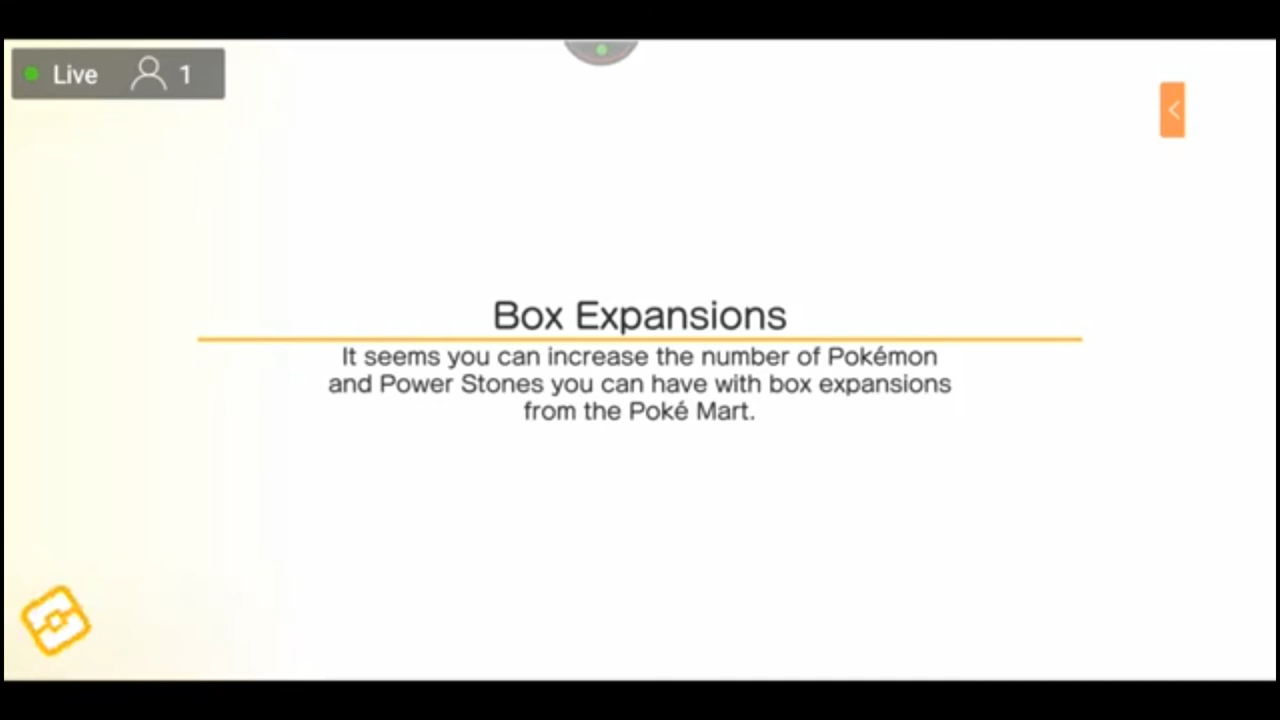 Live 1
Box Expansions
It seems you can increase the number of Pokémon
and Power Stones you can have with box expansions
from the Poké Mart.